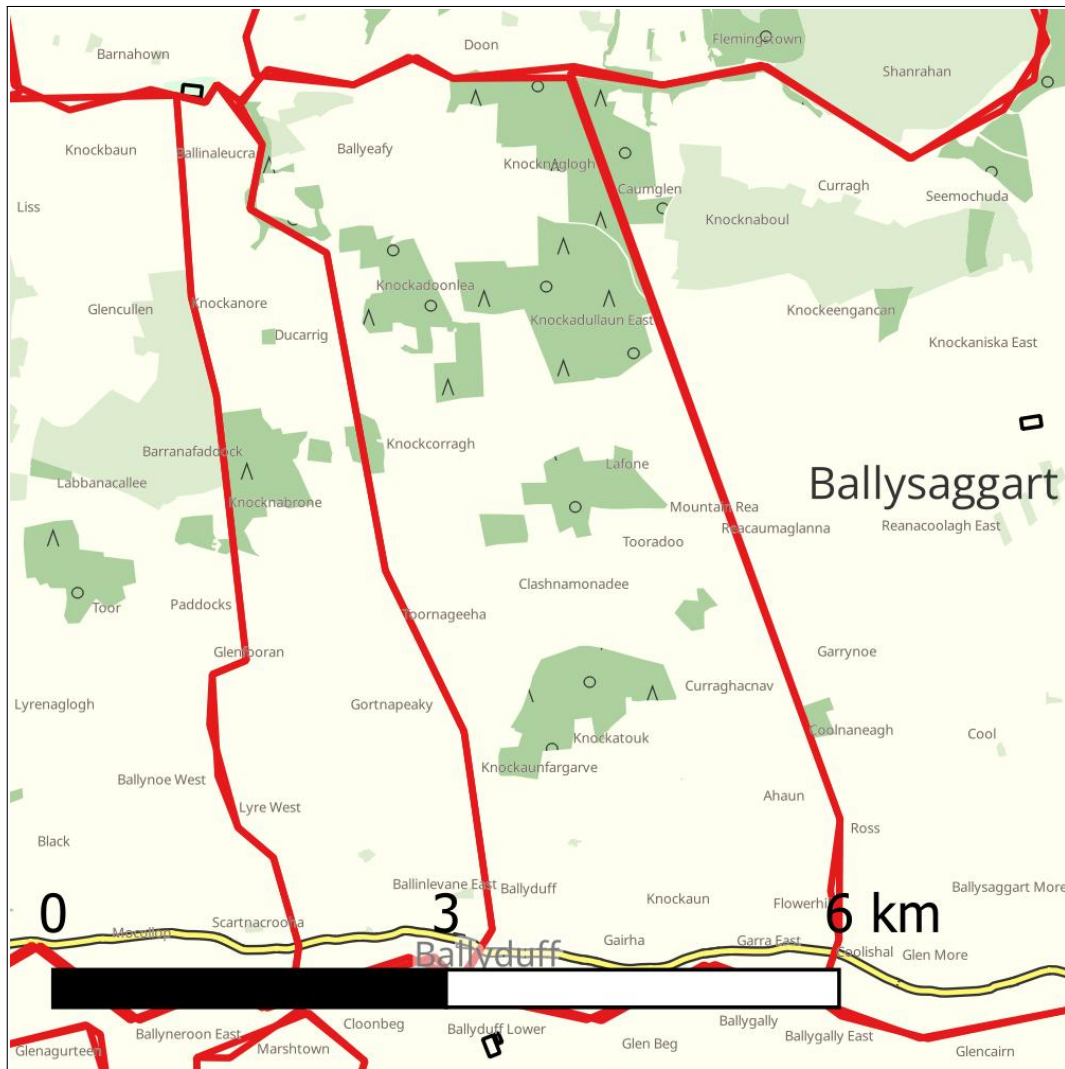 Doon
Flemingstown
Barnahown
Shanrahan
Knockbaun
Ballinaleucra
Ballyeafy
Knocknaglogh
Curragh
Caumglen
Seemochuda
Liss
Knocknaboul
Knockadoonlea
Knockanore
Glencullen
Knockeengancan
Knockadullaun East
Ducarrig
Knockaniska East
Knockcorragh
Barranafaddock
Lafone
Labbanacallee
Ballysaggart
Knocknabrone
Mountain Rea
Reanacoolagh East
Reacaumaglanna
Tooradoo
Clashnamonadee
Toor
Paddocks
Toornageeha
Glenfooran
Garrynoe
Curraghacnav
Lyrenaglogh
Gortnapeaky
Coolnaneagh
Cool
Knockatouk
Knockaunfargarve
Ballynoe West
Ahaun
Lyre West
Ross
Black
Ballinlevane East
Ballyduff
Ballysaggart More
Knockaun
Flowerhill
0
3
6 km
Scartnacrooha
Mocollop
Gairha
Garra East
Coolishal
Glen More
Ballyduff
Ballygally
Cloonbeg
Ballyduff Lower
Ballyneroon East
Ballygally East
Glen Beg
Marshtown
Glenagurteen
Glencairn